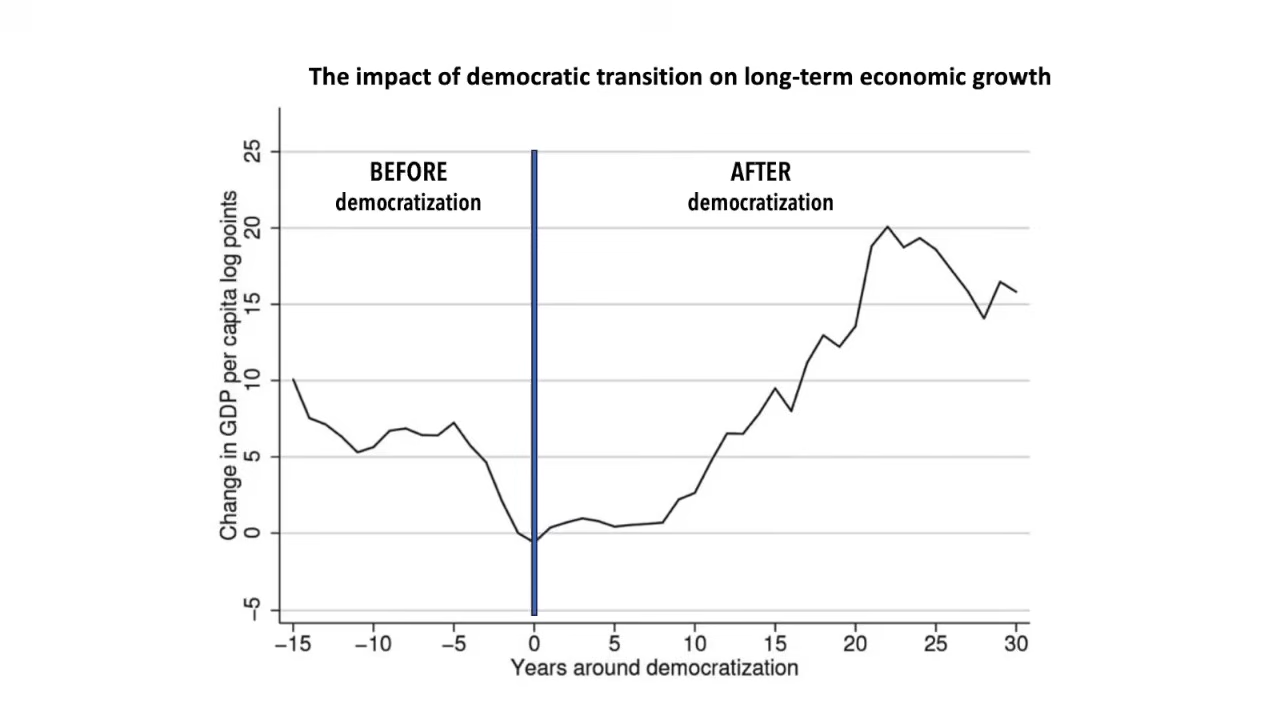 The impact of democratic transition on long-term economic growth
BEFORE
democratization
AFTER
democratization
Change in GDP per capita log points
25
20
15
10
5
0
−5
−15
−10
−5
0
5
10
15
20
25
30
Years around democratization